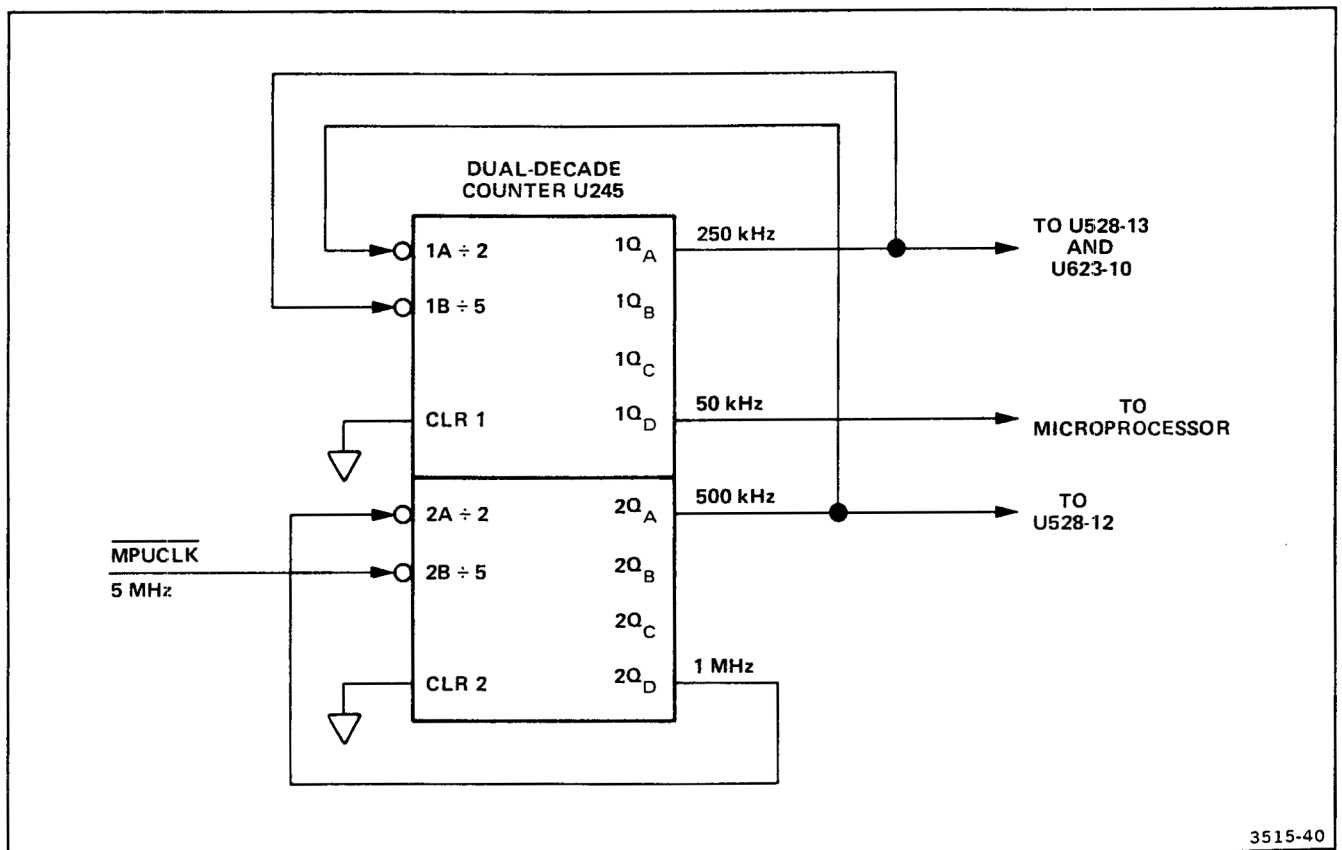 DUAL-DECADE
COUNTER U245
1A ÷ 2
1B ÷ 5
CLR 1
1Q_A
1Q_B
1Q_C
1Q_D
250 kHz
50 kHz
TO U528-13
AND
U623-10
TO
MICROPROCESSOR
2A ÷ 2
2B ÷ 5
CLR 2
2Q_A
2Q_B
2Q_C
2Q_D
500 kHz
1 MHz
TO
U528-12
MPUCLK
5 MHz
3515-40